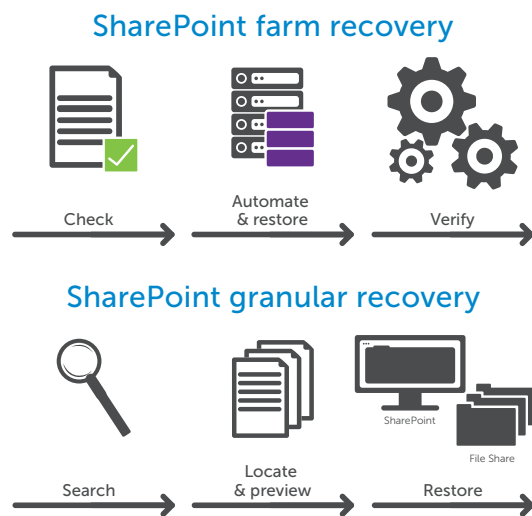 SharePoint farm recovery
Check
Automate
& restore
Verify
SharePoint granular recovery
SharePoint
File Share
Search
Locate
& preview
Restore